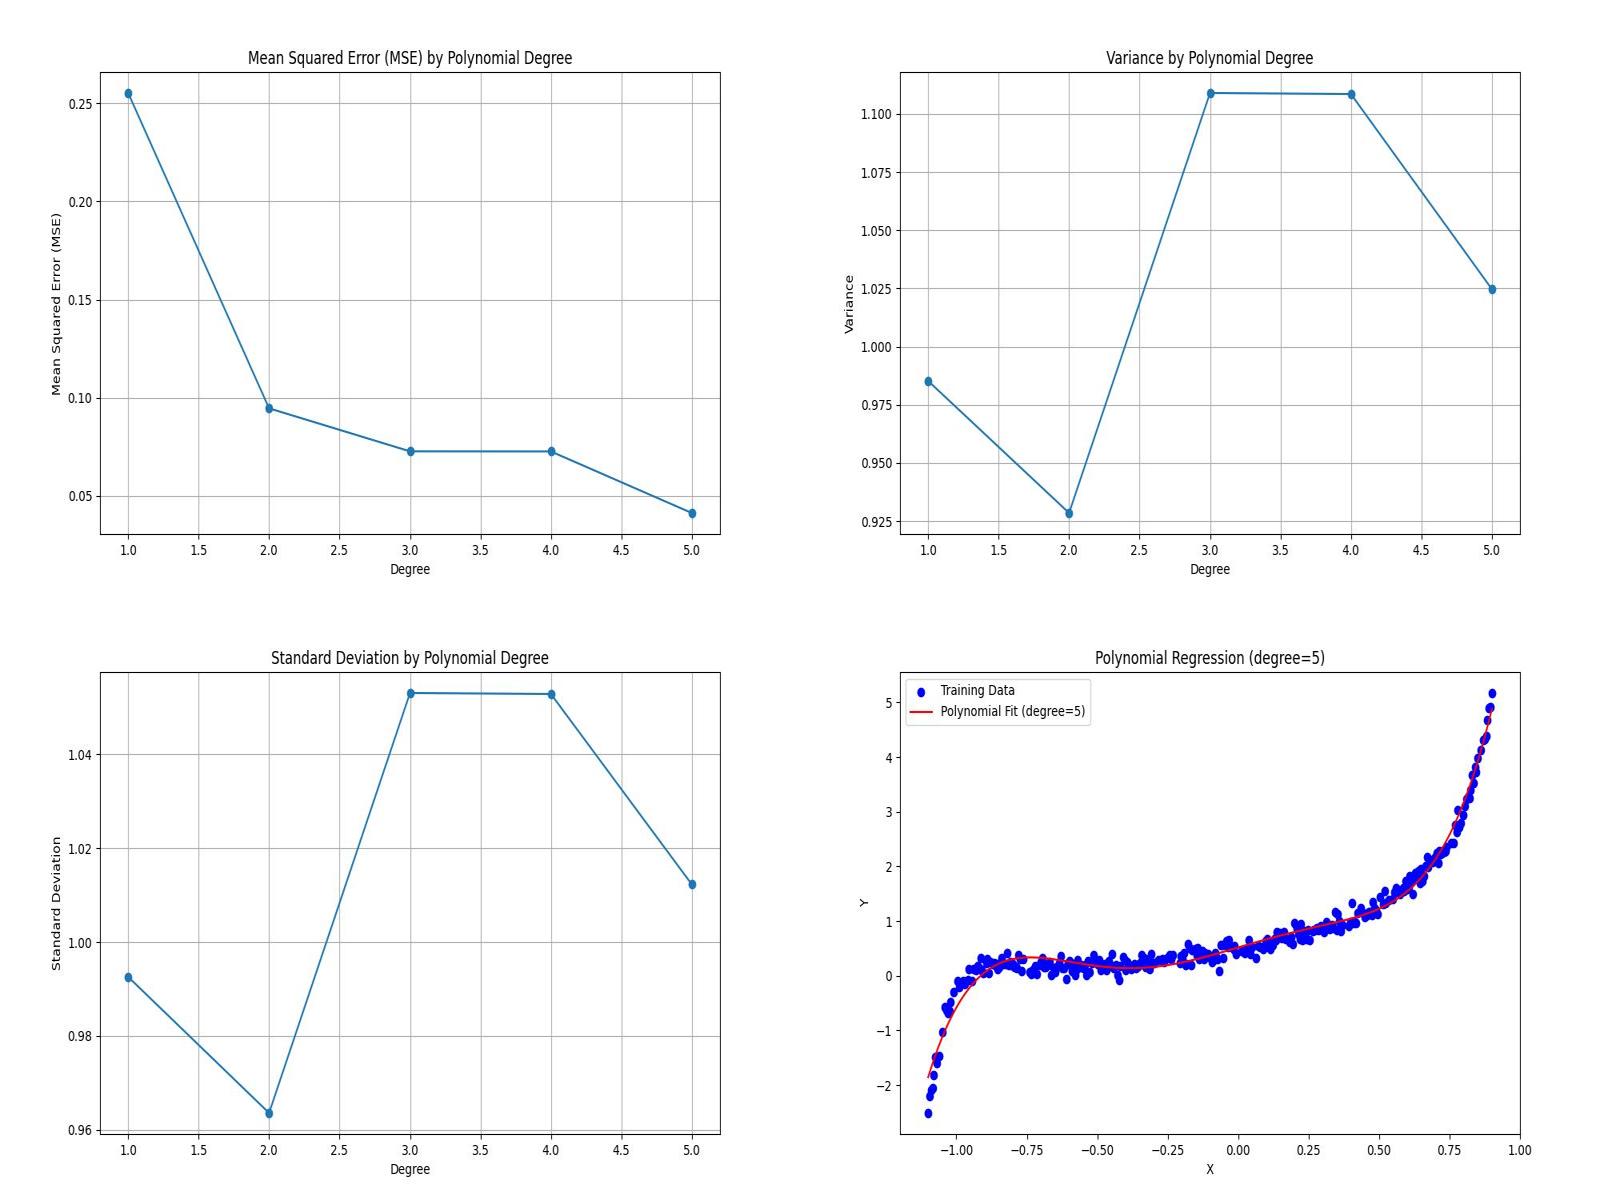 Mean Squared Error (MSE) by Polynomial Degree
Mean Squared Error (MSE)
0.25
0.20
0.15
0.10
0.05
1.0 1.5 2.0 2.5 3.0 3.5 4.0 4.5 5.0
Degree
Variance by Polynomial Degree
Variance
1.100
1.075
1.050
1.025
1.000
0.975
0.950
0.925
1.0 1.5 2.0 2.5 3.0 3.5 4.0 4.5 5.0
Degree
Standard Deviation by Polynomial Degree
Standard Deviation
1.04
1.02
1.00
0.98
0.96
1.0 1.5 2.0 2.5 3.0 3.5 4.0 4.5 5.0
Degree
Polynomial Regression (degree=5)
Training Data
Polynomial Fit (degree=5)
Y
5
4
3
2
1
0
−1
−2
−1.00 −0.75 −0.50 −0.25 0.00 0.25 0.50 0.75 1.00
X